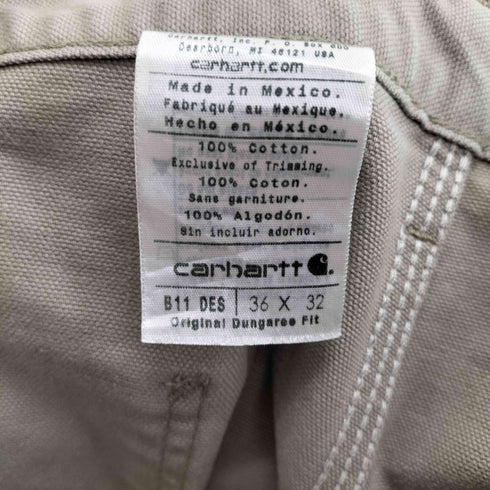 Carhartt, Inc. P. O. Box 600
Dearborn, MI 48121 USA
carhartt.com
Made in Mexico.
Fabriqué au Mexique.
Hecho en México.
100% Cotton.
Exclusive of Trimming.
100% Coton.
Sans garniture.
100% Algodón.
Sin incluir adorno.
carhartt
B11 DES 36 X 32
Original Dungaree Fit